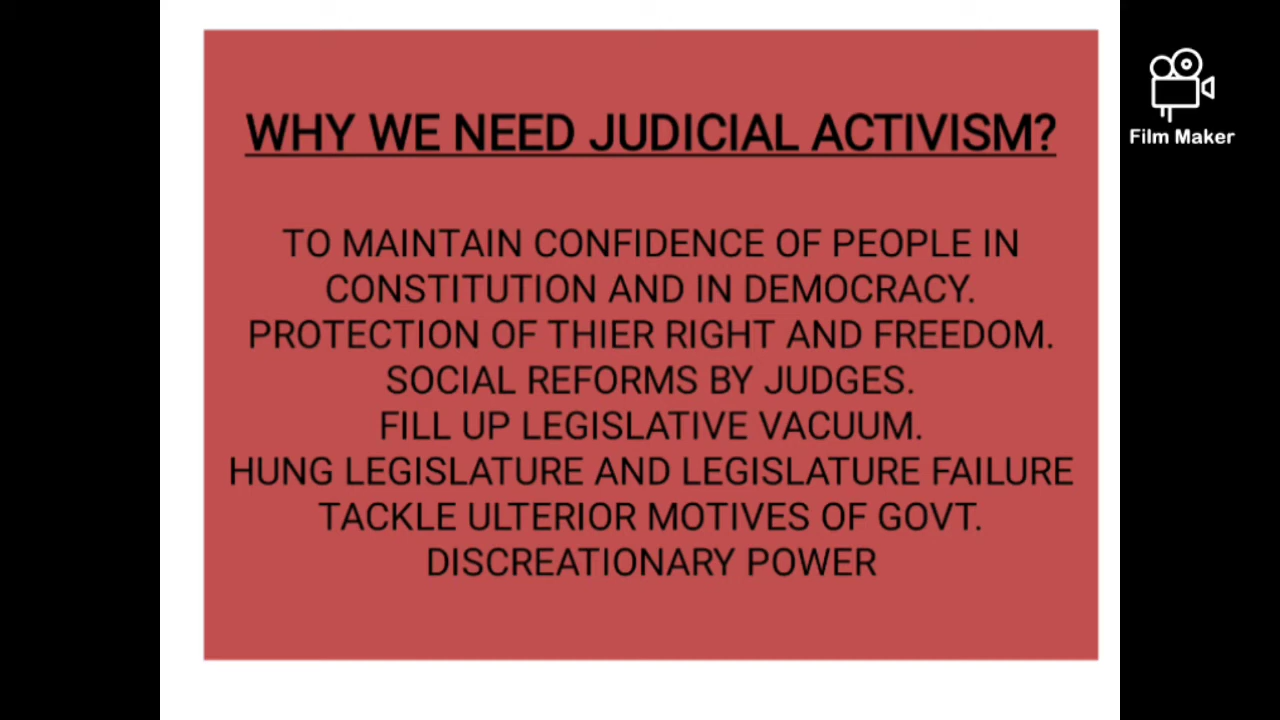 WHY WE NEED JUDICIAL ACTIVISM?
Film Maker
TO MAINTAIN CONFIDENCE OF PEOPLE IN
CONSTITUTION AND IN DEMOCRACY.
PROTECTION OF THIER RIGHT AND FREEDOM.
SOCIAL REFORMS BY JUDGES.
FILL UP LEGISLATIVE VACUUM.
HUNG LEGISLATURE AND LEGISLATURE FAILURE
TACKLE ULTERIOR MOTIVES OF GOVT.
DISCREATIONARY POWER